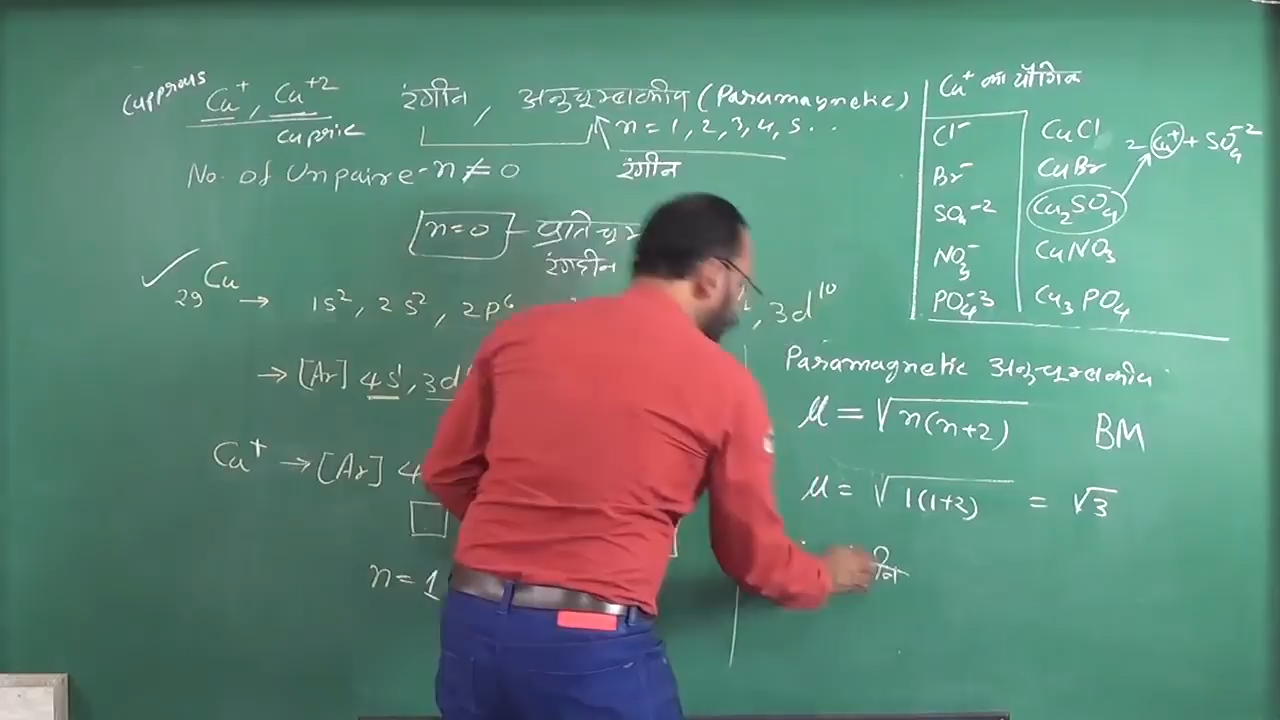 cupprous
Cu⁺, Cu⁺² रंगीन, अनुचुम्बकीय (Paramagnetic)
cupric
n = 1, 2, 3, 4, 5...
No. of Unpaire - n ≠ 0 रंगीन
n=0 - प्रतिचु
रंगहीन
✓ ₂₉Cu → 1s², 2s², 2p⁶ , 3d¹⁰
→ [Ar] 4s¹, 3d
Cu⁺ → [Ar] 4
n = 1
Cu⁺ का यौगिक
Cl⁻ CuCl
Br⁻ CuBr
SO₄⁻² Cu₂SO₄ 2 Cu⁺ + SO₄⁻²
NO₃⁻ CuNO₃
PO₄⁻³ Cu₃PO₄
Paramagnetic अनुचुम्बकीय
μ = √n(n+2) BM
μ = √1(1+2) = √3